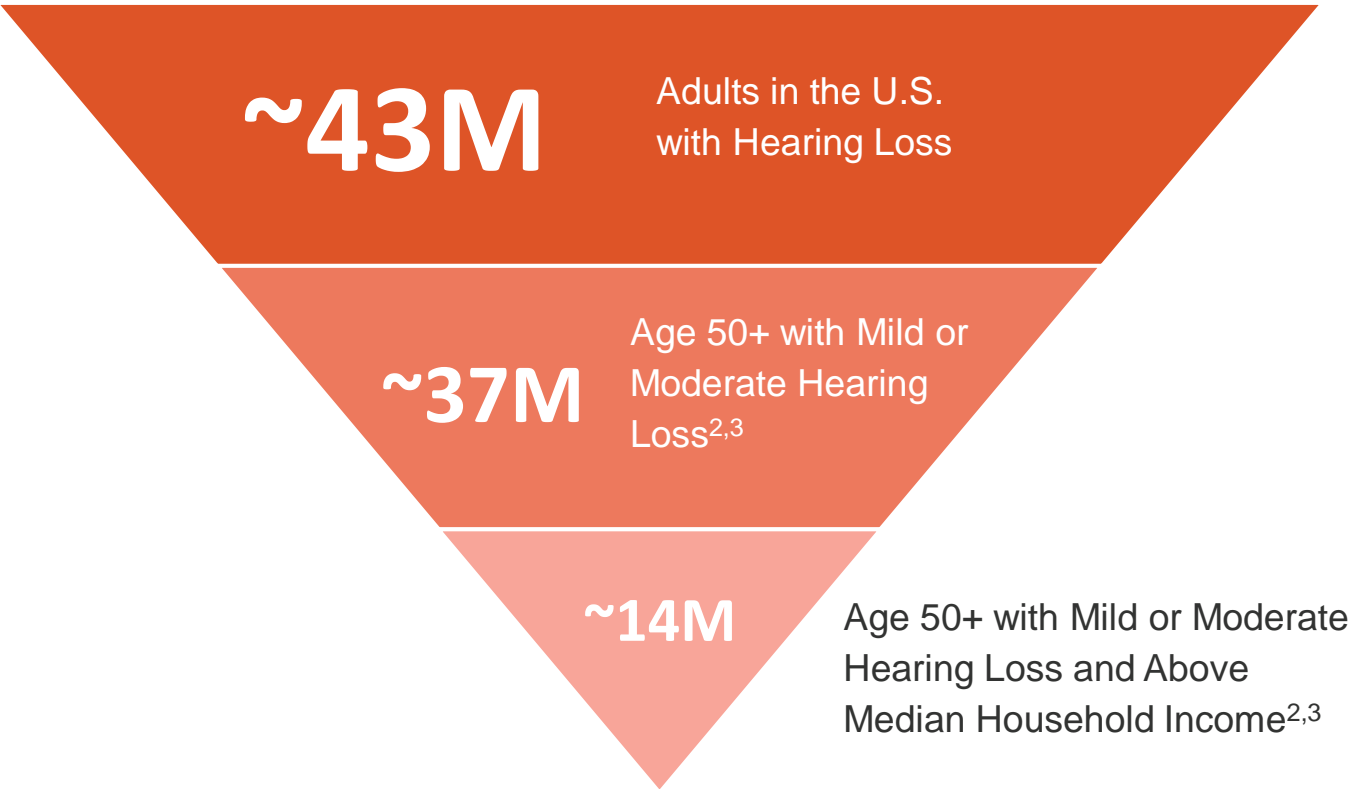 ~43M
Adults in the U.S.
with Hearing Loss
~37M
Age 50+ with Mild or
Moderate Hearing
Loss2,3
~14M
Age 50+ with Mild or Moderate
Hearing Loss and Above
Median Household Income2,3